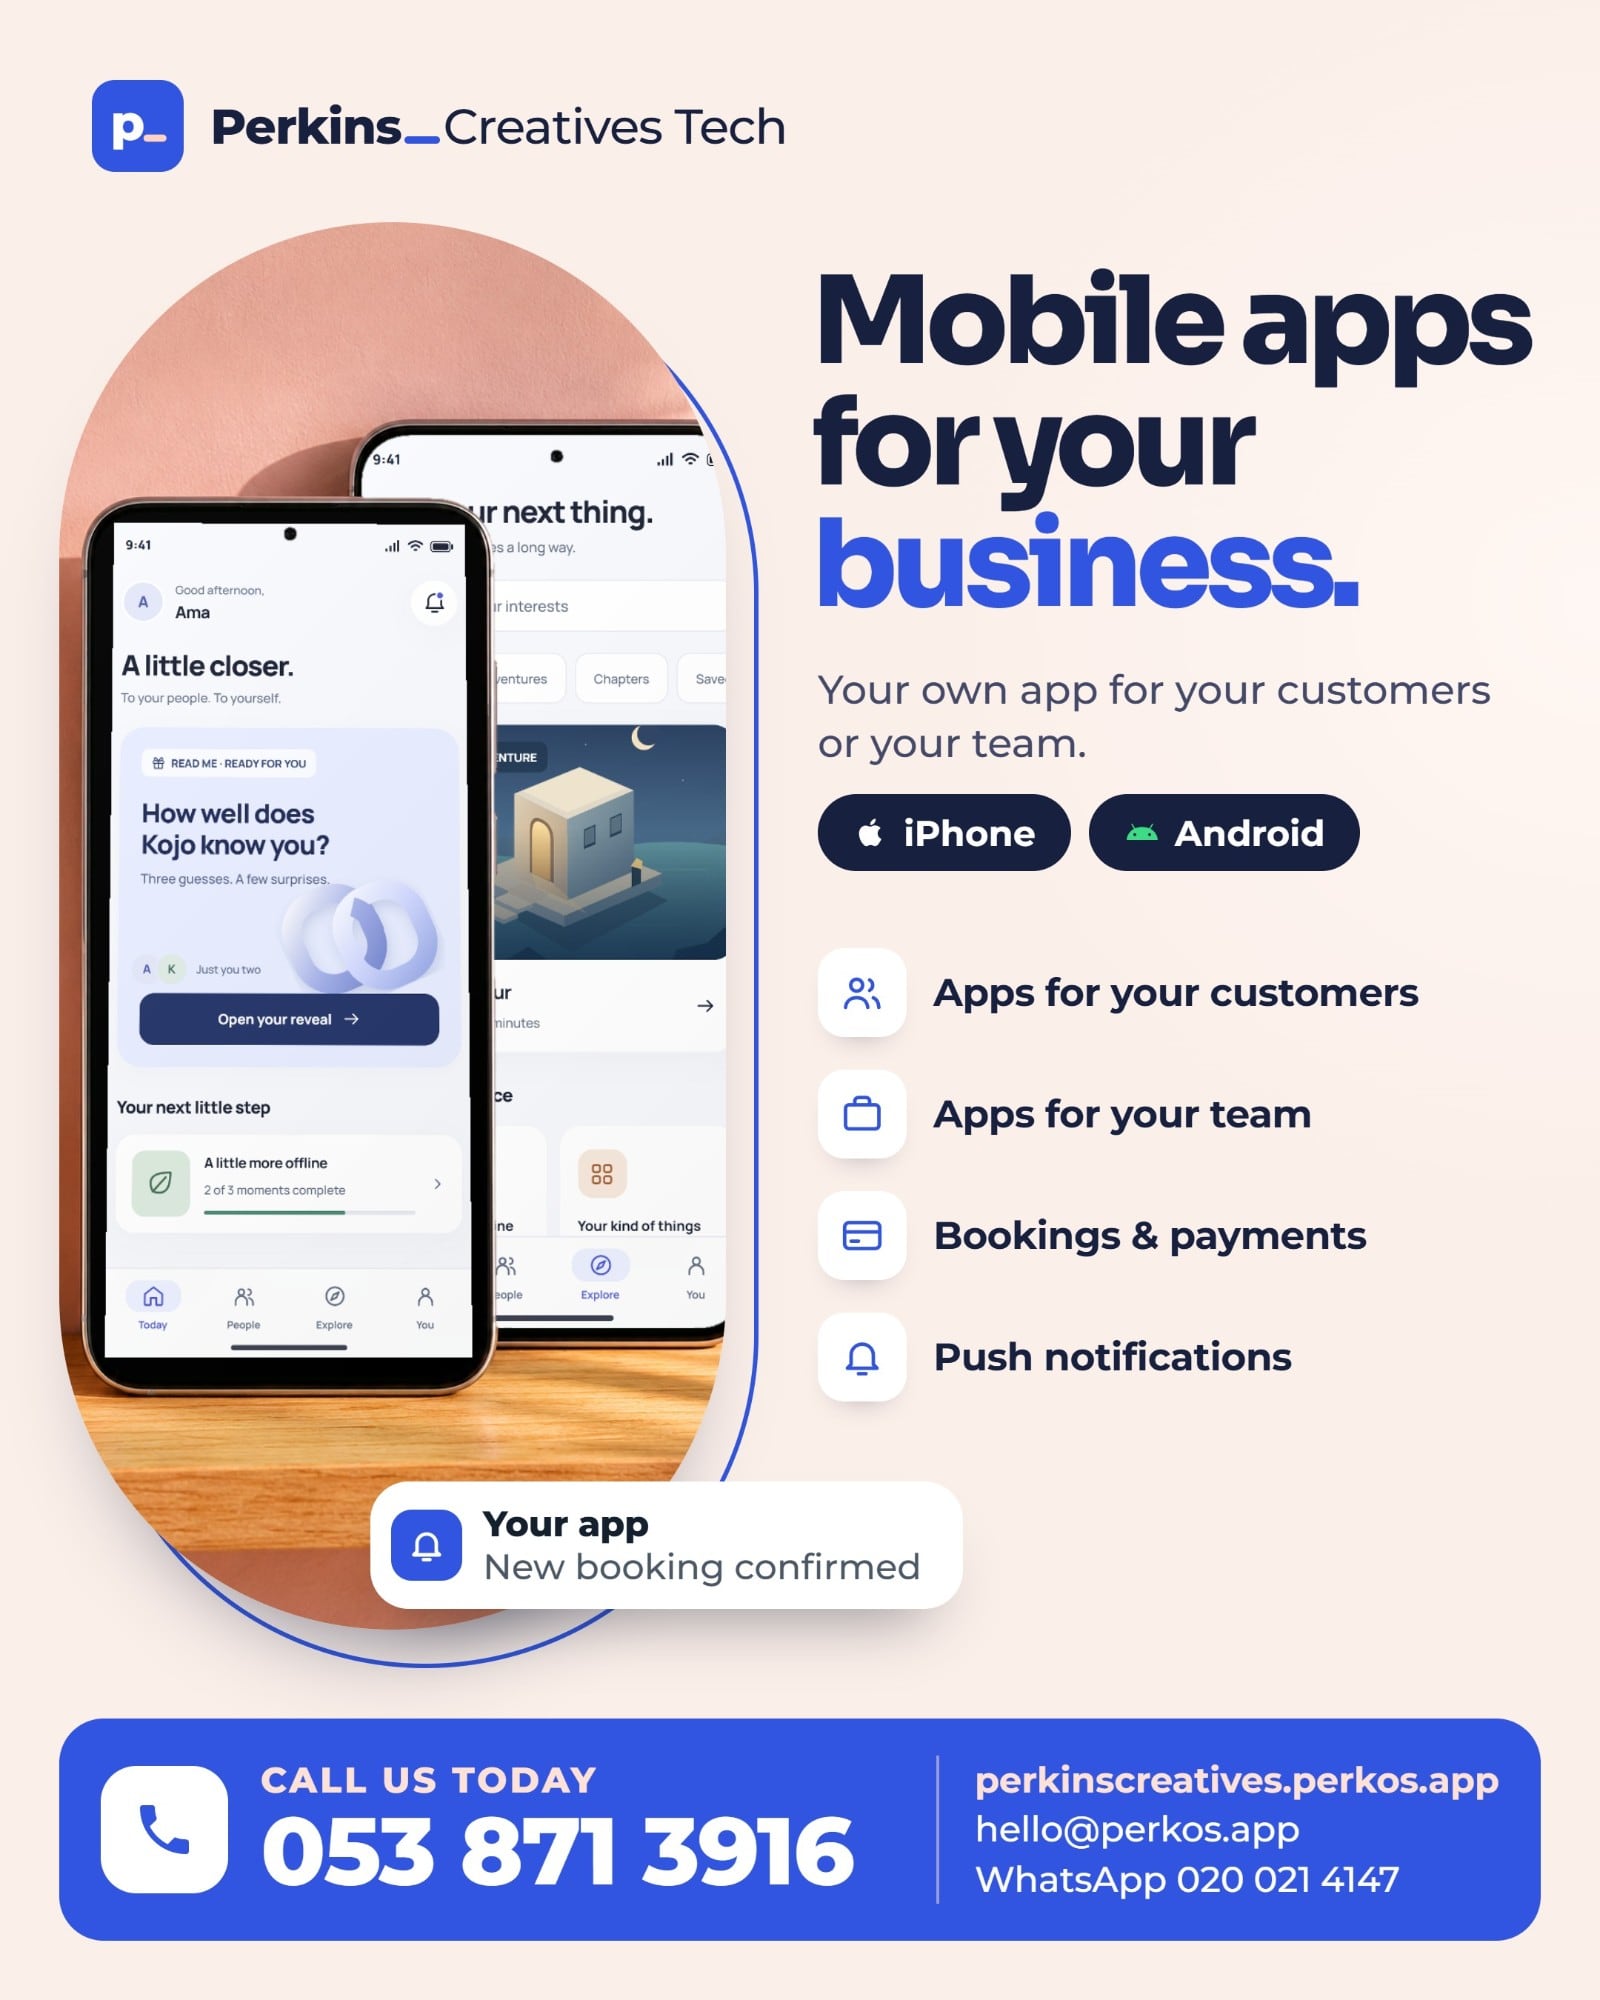 p_
Perkins_Creatives Tech
Mobile apps
for your
business.
Your own app for your customers
or your team.
iPhone
Android
Apps for your customers
Apps for your team
Bookings & payments
Push notifications
9:41
Good afternoon,
A
Ama
A little closer.
To your people. To yourself.
READ ME · READY FOR YOU
How well does
Kojo know you?
Three guesses. A few surprises.
A K Just you two
Open your reveal →
Your next little step
A little more offline
2 of 3 moments complete
Today People Explore You
9:41
next thing.
a long way.
interests
Chapters
minutes
Your kind of things
Explore You
Your app
New booking confirmed
CALL US TODAY
053 871 3916
perkinscreatives.perkos.app
hello@perkos.app
WhatsApp 020 021 4147